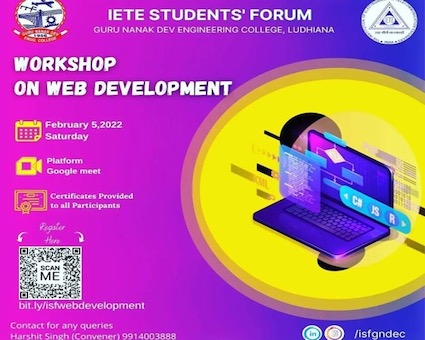 IETE STUDENTS' FORUM
GURU NANAK DEV ENGINEERING COLLEGE, LUDHIANA
WORKSHOP
ON WEB DEVELOPMENT
February 5,2022
Saturday
Platform
Google meet
Certificates Provided
to all Participants
Register
Here
SCAN
ME
bit.ly/isfwebdevelopment
Contact for any queries
Harshit Singh (Convener) 9914003888
C# JS R
/isfgndec